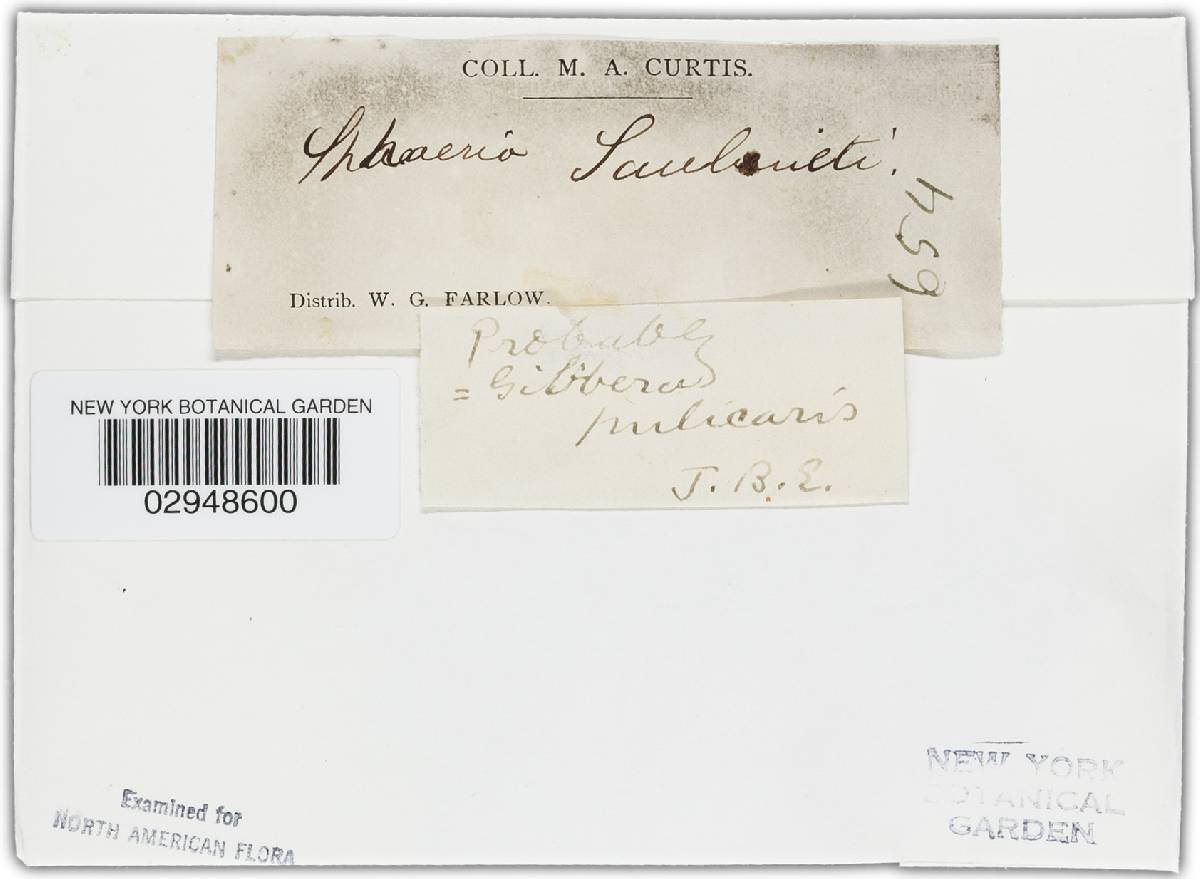 COLL. M. A. CURTIS.
Sphaeria Saubinetii.
654
Distrib. W. G. FARLOW.
Probably
= Gibbera
pulicaris
J. B. E.
NEW YORK BOTANICAL GARDEN
02948600
Examined for
NORTH AMERICAN FLORA
NEW YORK
BOTANICAL
GARDEN